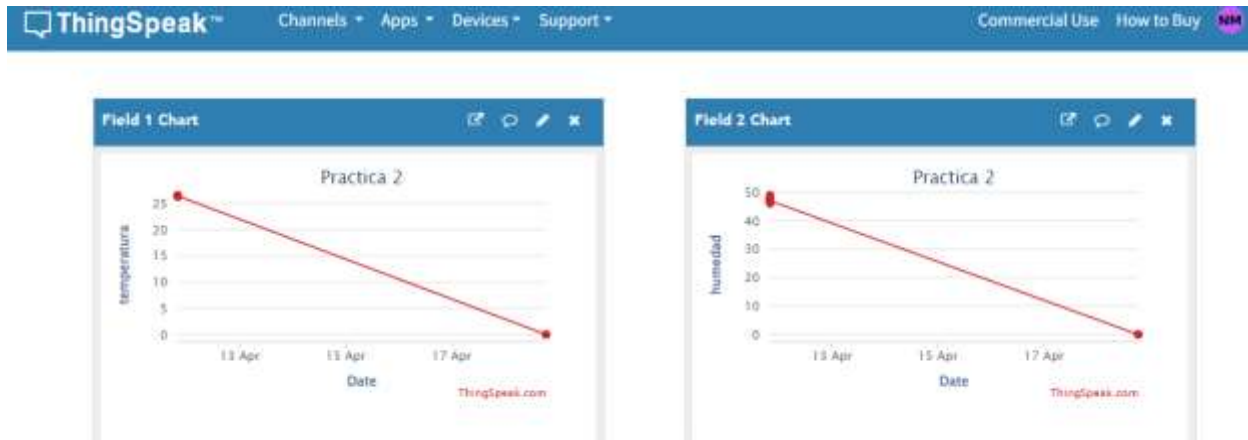 ThingSpeak™ Channels Apps Devices Support Commercial Use How to Buy NM
Field 1 Chart
Practica 2
temperatura
25
20
15
10
5
0
13 Apr 15 Apr 17 Apr
Date
ThingSpeak.com
Field 2 Chart
Practica 2
humedad
50
40
30
20
10
0
13 Apr 15 Apr 17 Apr
Date
ThingSpeak.com